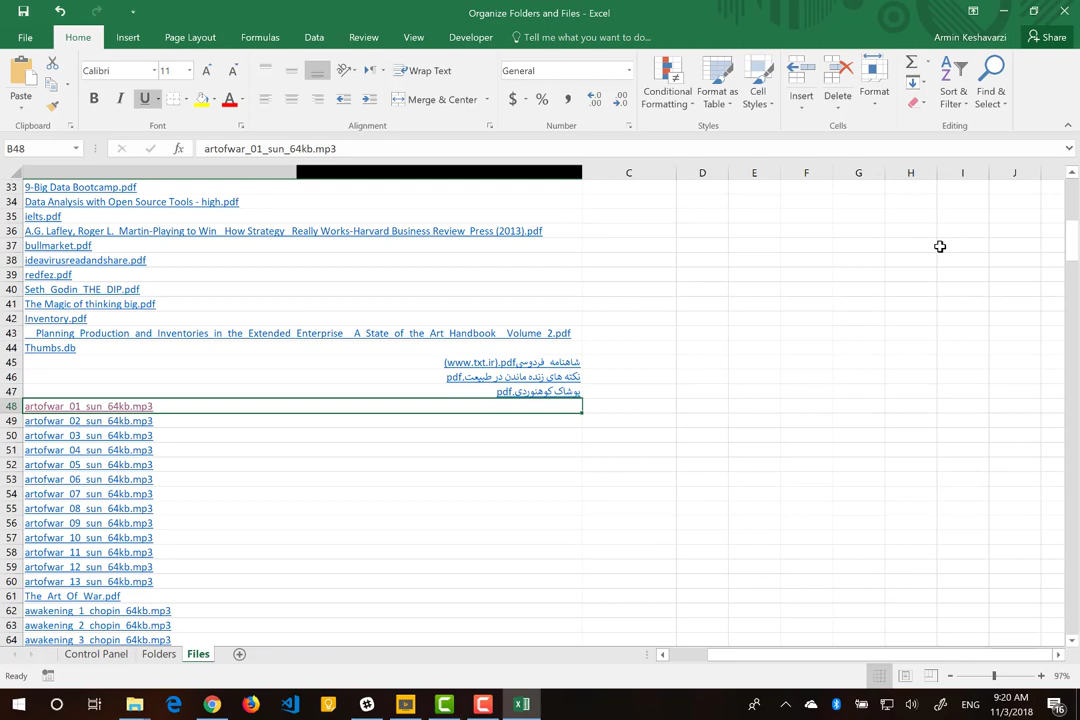 Organize Folders and Files - Excel
File
Home
Insert
Page Layout
Formulas
Data
Review
View
Developer
Tell me what you want to do...
Armin Keshavarzi
Share
Paste
Calibri
11
B I U
Wrap Text
Merge & Center
General
$ % ,
Conditional
Formatting
Format as
Table
Cell
Styles
Insert
Delete
Format
Sort &
Filter
Find &
Select
Clipboard
Font
Alignment
Number
Styles
Cells
Editing
B48
fx
artofwar_01_sun_64kb.mp3
C D E F G H I J
33 9-Big Data Bootcamp.pdf
34 Data Analysis with Open Source Tools - high.pdf
35 ielts.pdf
36 A.G. Lafley, Roger L. Martin-Playing to Win_ How Strategy_ Really Works-Harvard Business Review_Press (2013).pdf
37 bullmarket.pdf
38 ideavirusreadandshare.pdf
39 redfez.pdf
40 Seth_Godin_THE_DIP.pdf
41 The Magic of thinking big.pdf
42 Inventory.pdf
43 __Planning_Production_and_Inventories_in_the_Extended_Enterprise__A_State_of_the_Art_Handbook__Volume_2.pdf
44 Thumbs.db
45 شاهنامه_فردوسی(www.txt.ir).pdf
46 نکته های زنده ماندن در طبیعت.pdf
47 پوشاک کوهنوردی.pdf
48 artofwar_01_sun_64kb.mp3
49 artofwar_02_sun_64kb.mp3
50 artofwar_03_sun_64kb.mp3
51 artofwar_04_sun_64kb.mp3
52 artofwar_05_sun_64kb.mp3
53 artofwar_06_sun_64kb.mp3
54 artofwar_07_sun_64kb.mp3
55 artofwar_08_sun_64kb.mp3
56 artofwar_09_sun_64kb.mp3
57 artofwar_10_sun_64kb.mp3
58 artofwar_11_sun_64kb.mp3
59 artofwar_12_sun_64kb.mp3
60 artofwar_13_sun_64kb.mp3
61 The_Art_Of_War.pdf
62 awakening_1_chopin_64kb.mp3
63 awakening_2_chopin_64kb.mp3
64 awakening_3_chopin_64kb.mp3
Control Panel
Folders
Files
Ready
97%
ENG
9:20 AM
11/3/2018
16